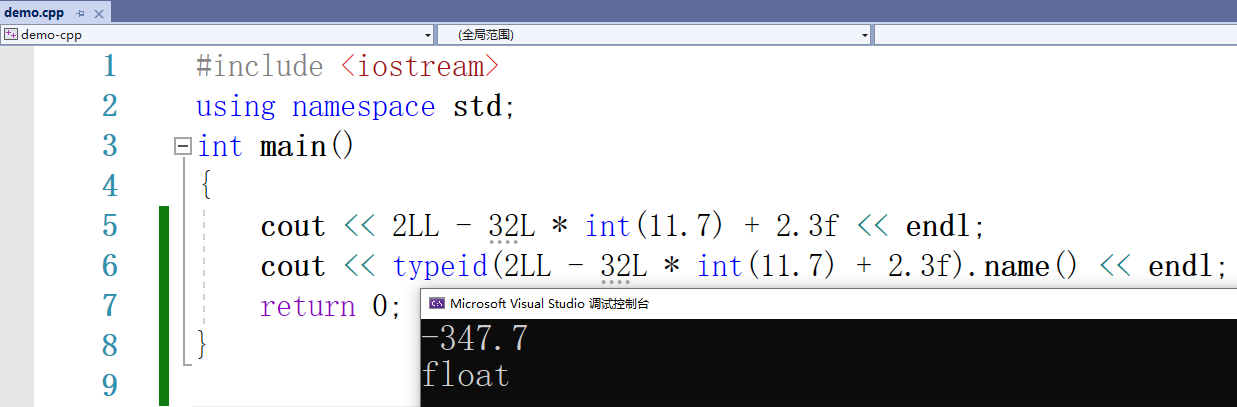 demo.cpp
demo-cpp (全局范围)
1 #include <iostream>
2 using namespace std;
3 int main()
4 {
5 cout << 2LL - 32L * int(11.7) + 2.3f << endl;
6 cout << typeid(2LL - 32L * int(11.7) + 2.3f).name() << endl;
7 return 0;
8 }
9
Microsoft Visual Studio 调试控制台
-347.7
float